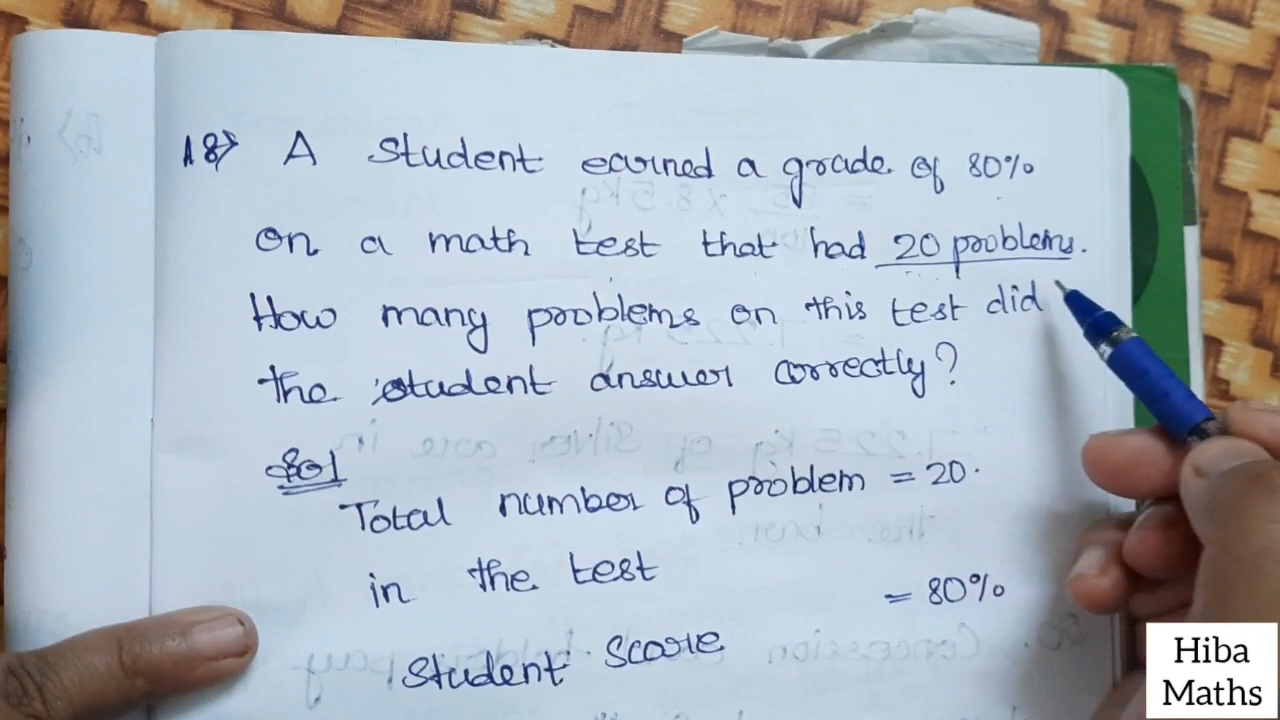 18> A student earned a grade of 80%
on a math test that had 20 problems.
How many problems on this test did
the student answer correctly?
Sol
Total number of problem = 20.
in the test
= 80%
Student Score
Hiba
Maths